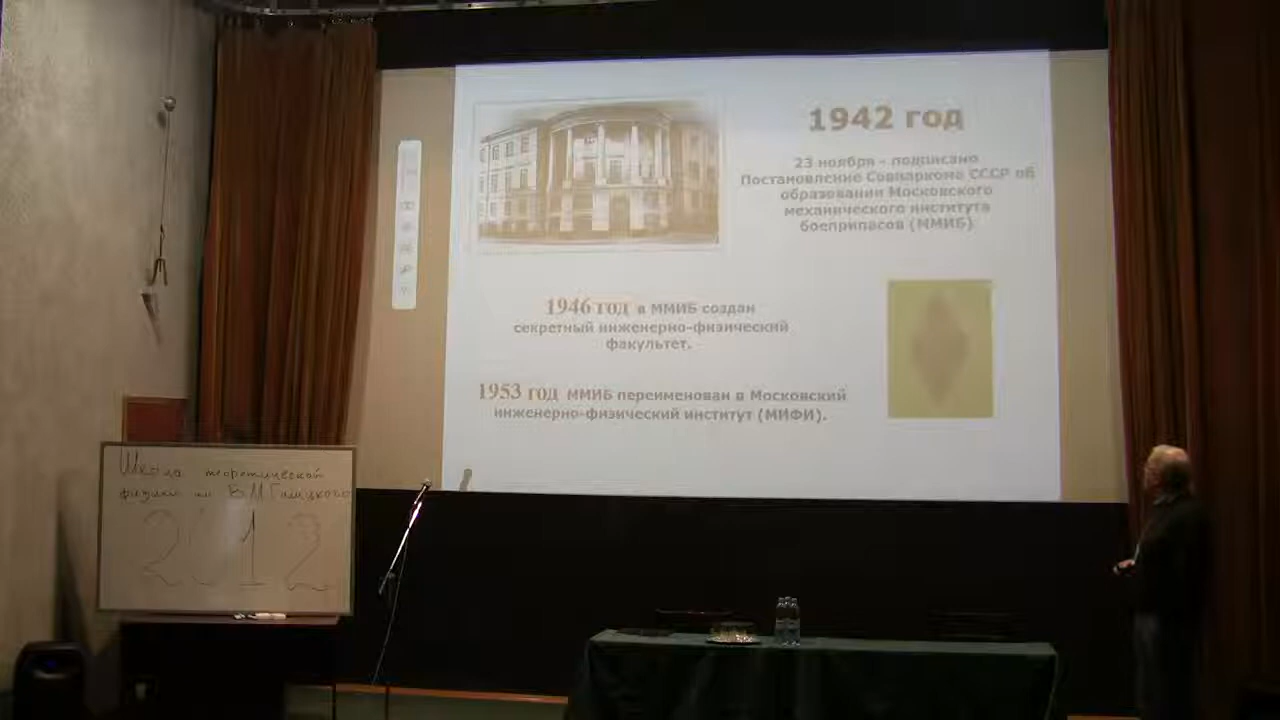 1942 год
23 ноября - подписано
Постановление Совнаркома СССР об
образовании Московского
механического института
боеприпасов (ММИБ)
1946 год в ММИБ создан
секретный инженерно-физический
факультет.
1953 год ММИБ переименован в Московский
инженерно-физический институт (МИФИ).
Школа теоретической
физики им В М Галицкого
2012